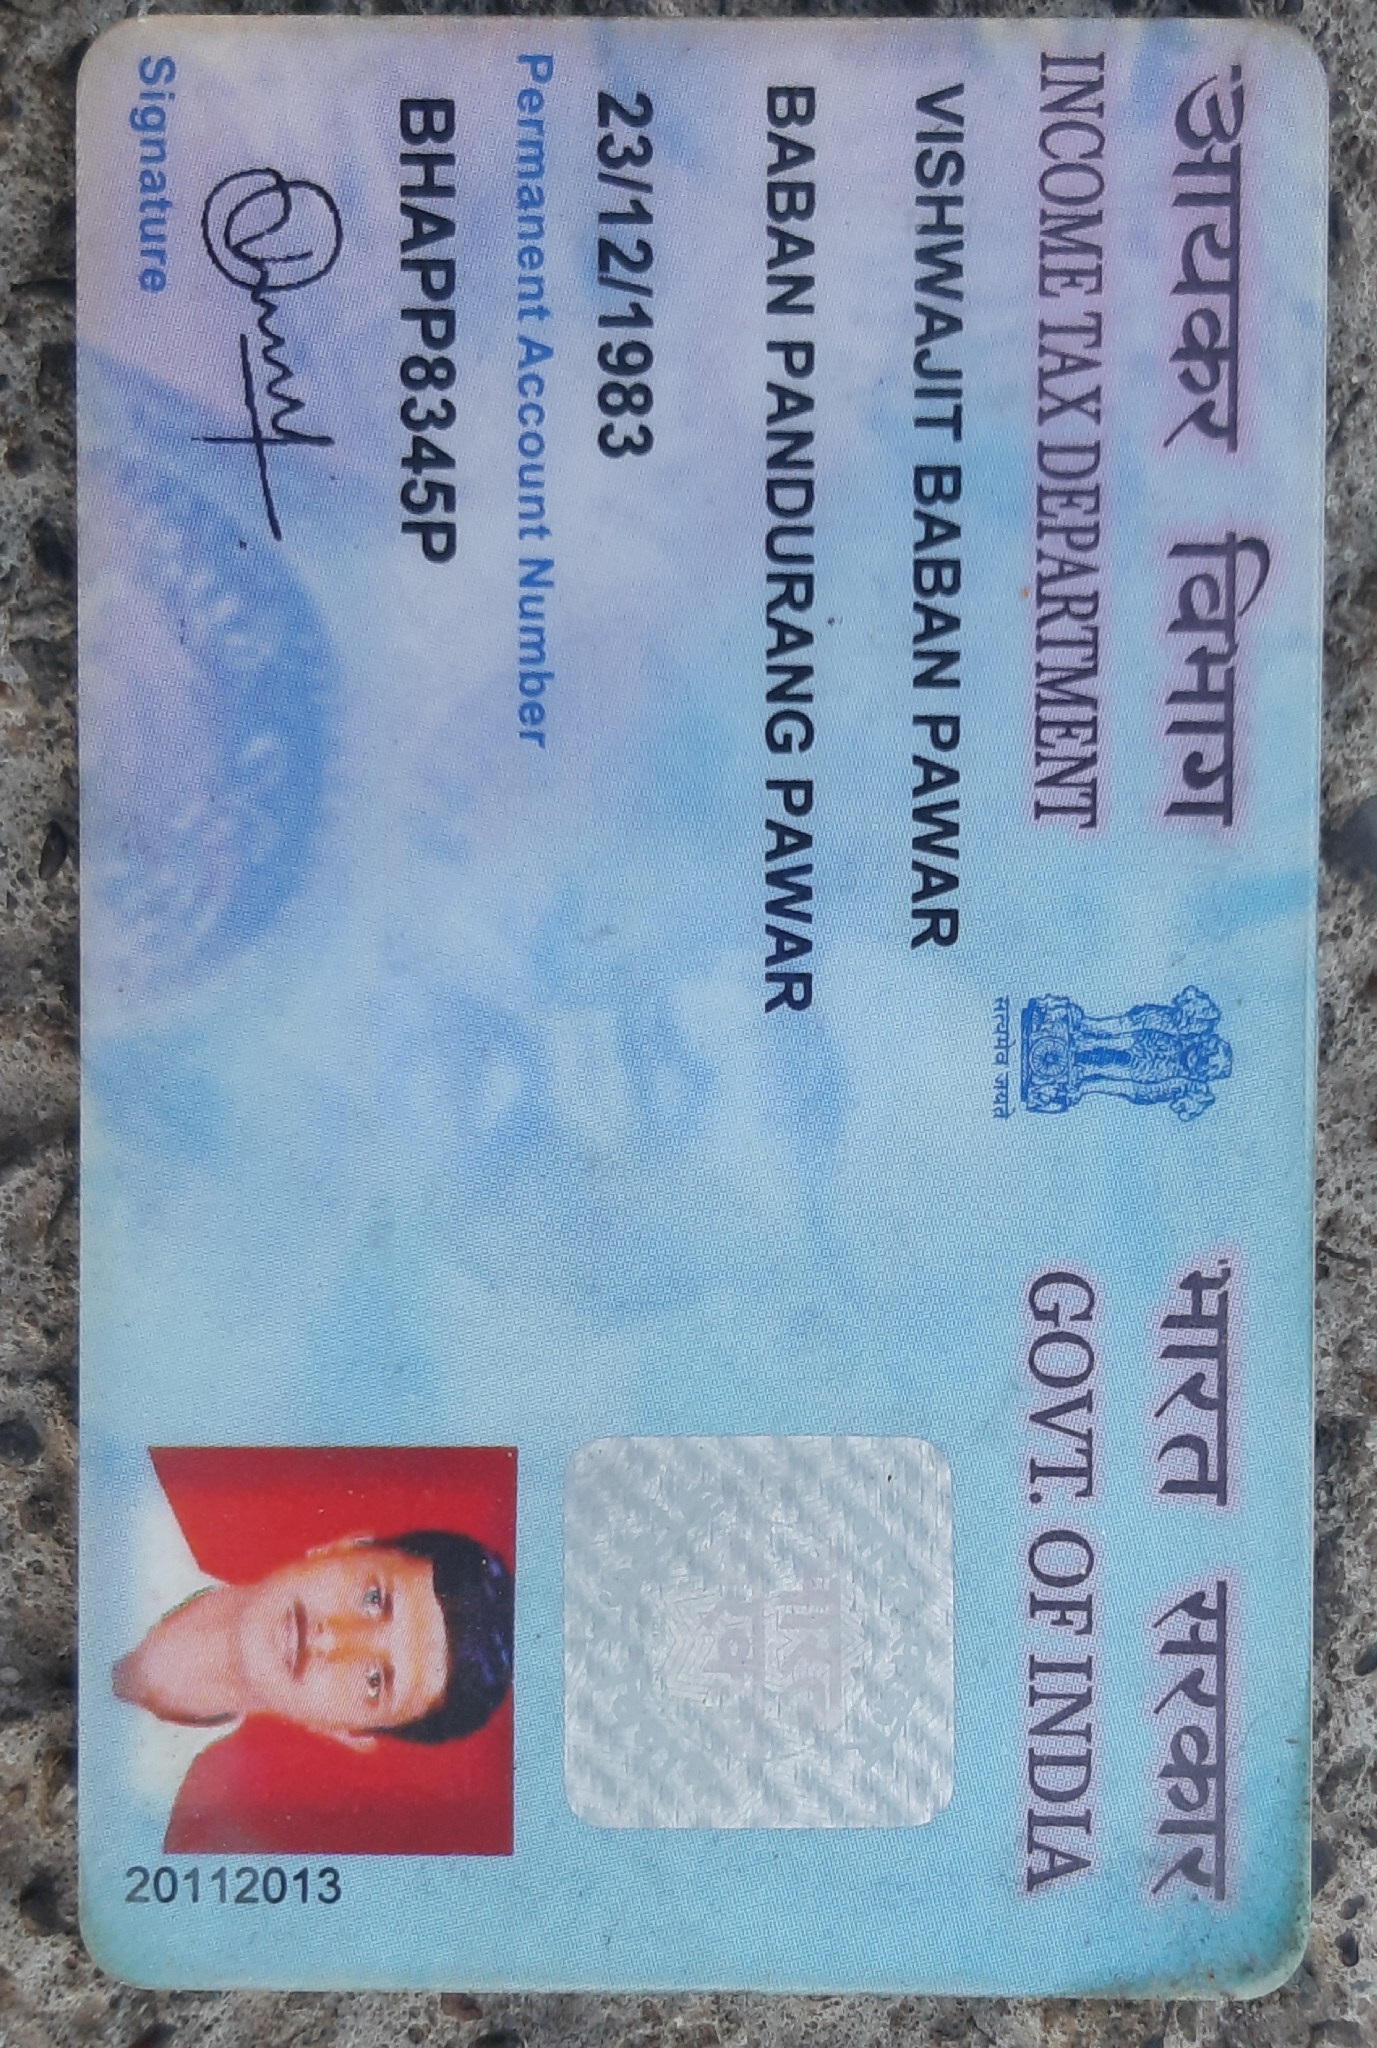 आयकर विभाग
INCOME TAX DEPARTMENT
सत्यमेव जयते
भारत सरकार
GOVT. OF INDIA
VISHWAJIT BABAN PAWAR
BABAN PANDURANG PAWAR
23/12/1983
Permanent Account Number
BHAPP8345P
Signature
20112013